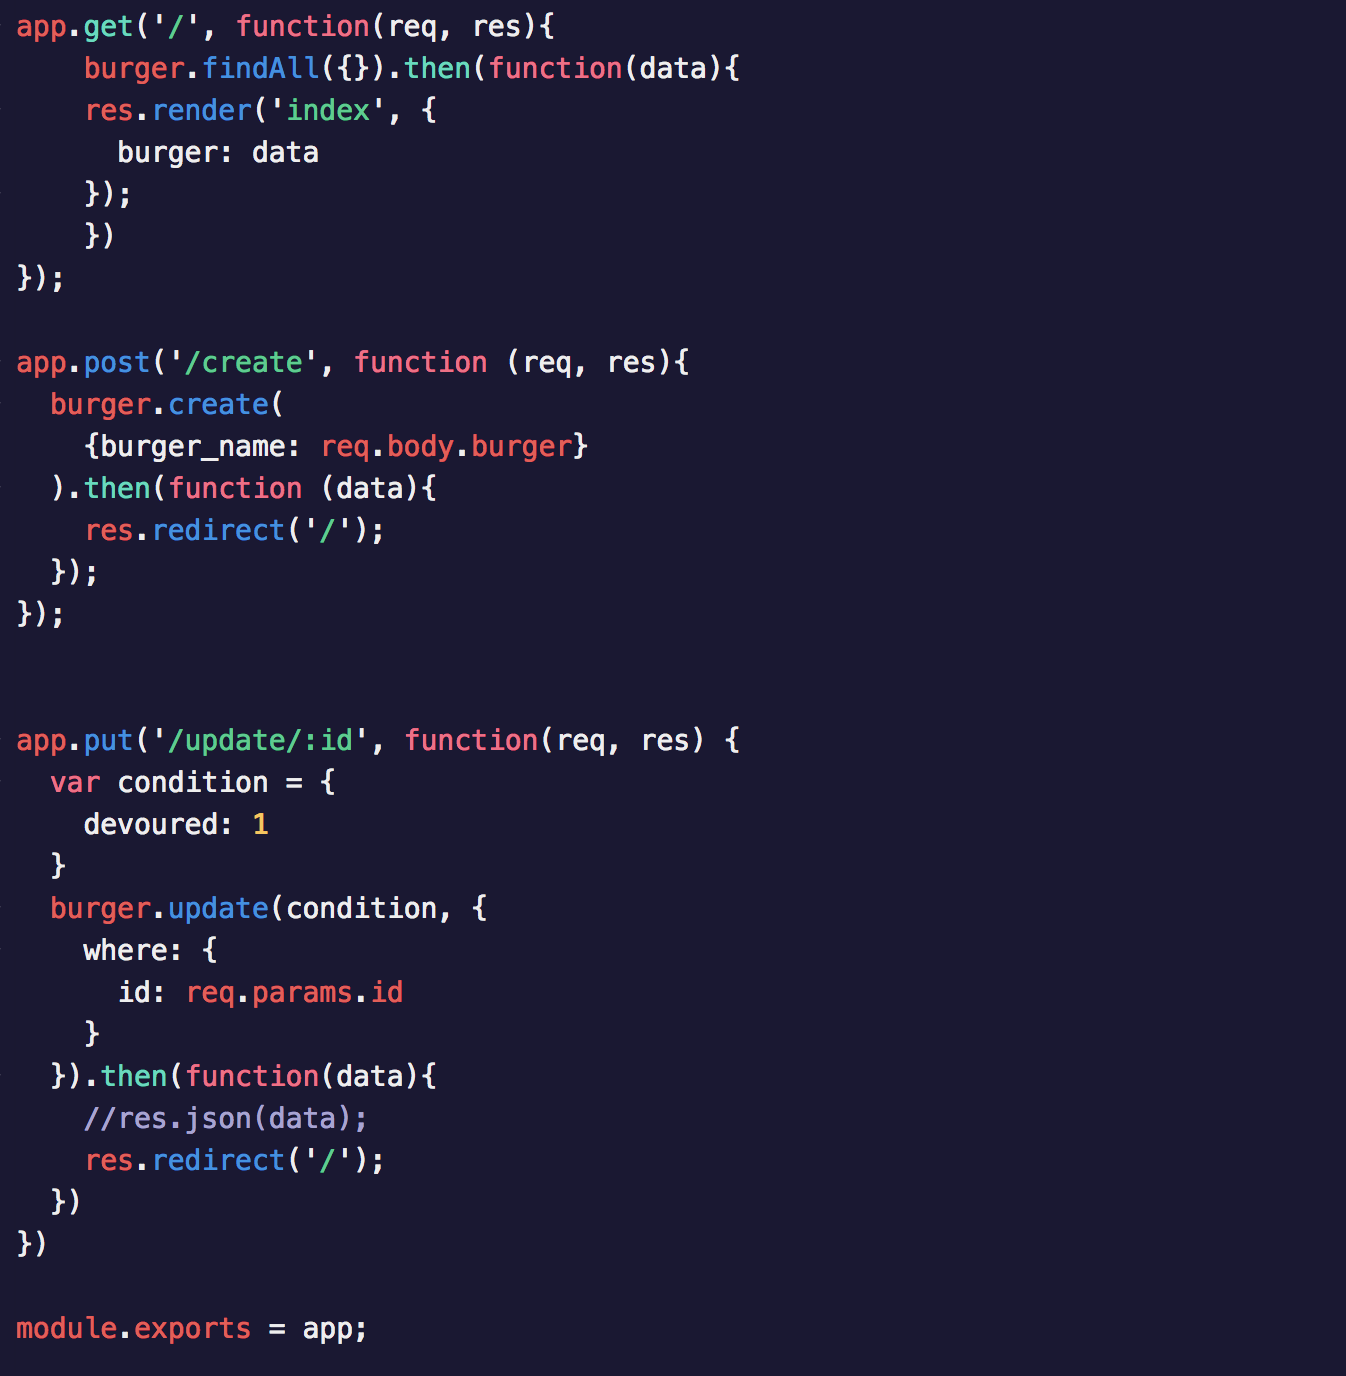 app.get('/', function(req, res){
    burger.findAll({}).then(function(data){
    res.render('index', {
      burger: data
    });
    })
});

app.post('/create', function (req, res){
  burger.create(
    {burger_name: req.body.burger}
  ).then(function (data){
    res.redirect('/');
  });
});

app.put('/update/:id', function(req, res) {
  var condition = {
    devoured: 1
  }
  burger.update(condition, {
    where: {
      id: req.params.id
    }
  }).then(function(data){
    //res.json(data);
    res.redirect('/');
  })
})

module.exports = app;